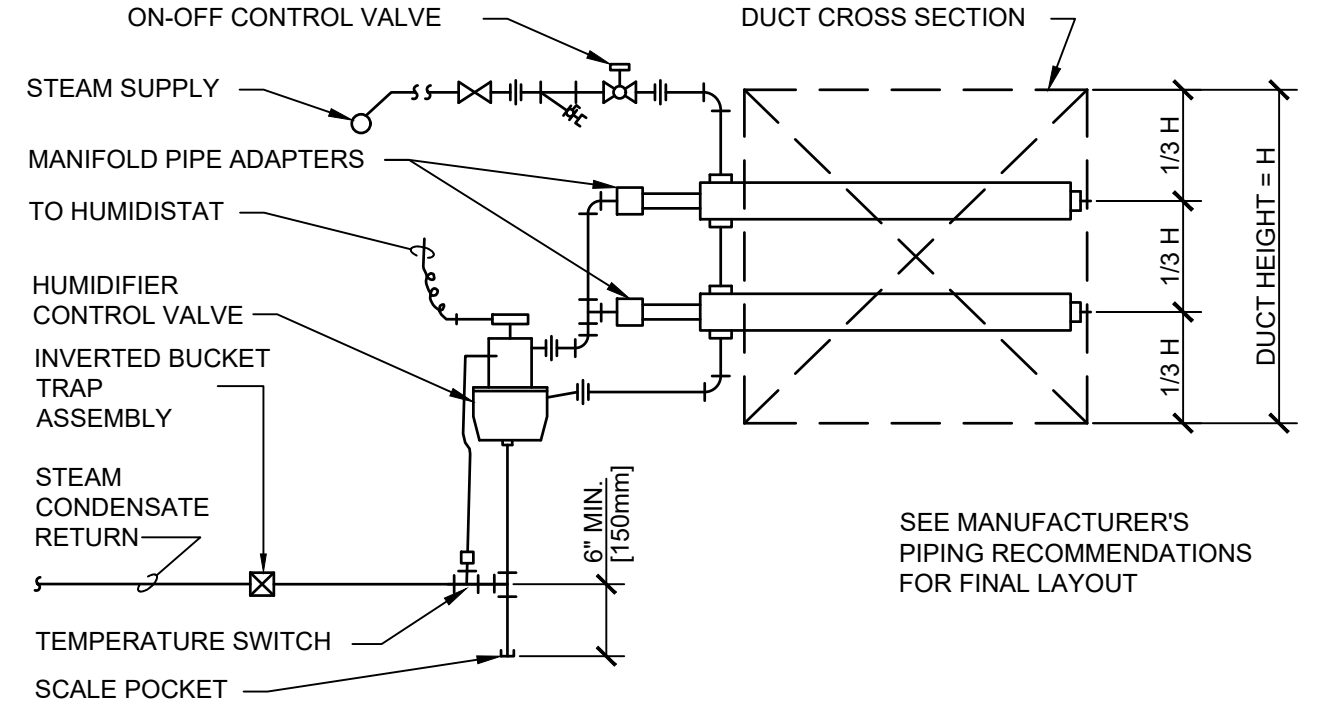 ON-OFF CONTROL VALVE
DUCT CROSS SECTION
STEAM SUPPLY
MANIFOLD PIPE ADAPTERS
TO HUMIDISTAT
HUMIDIFIER
CONTROL VALVE
INVERTED BUCKET
TRAP
ASSEMBLY
STEAM
CONDENSATE
RETURN
TEMPERATURE SWITCH
SCALE POCKET
6" MIN.
[150mm]
1/3 H
1/3 H
1/3 H
DUCT HEIGHT = H
SEE MANUFACTURER'S
PIPING RECOMMENDATIONS
FOR FINAL LAYOUT